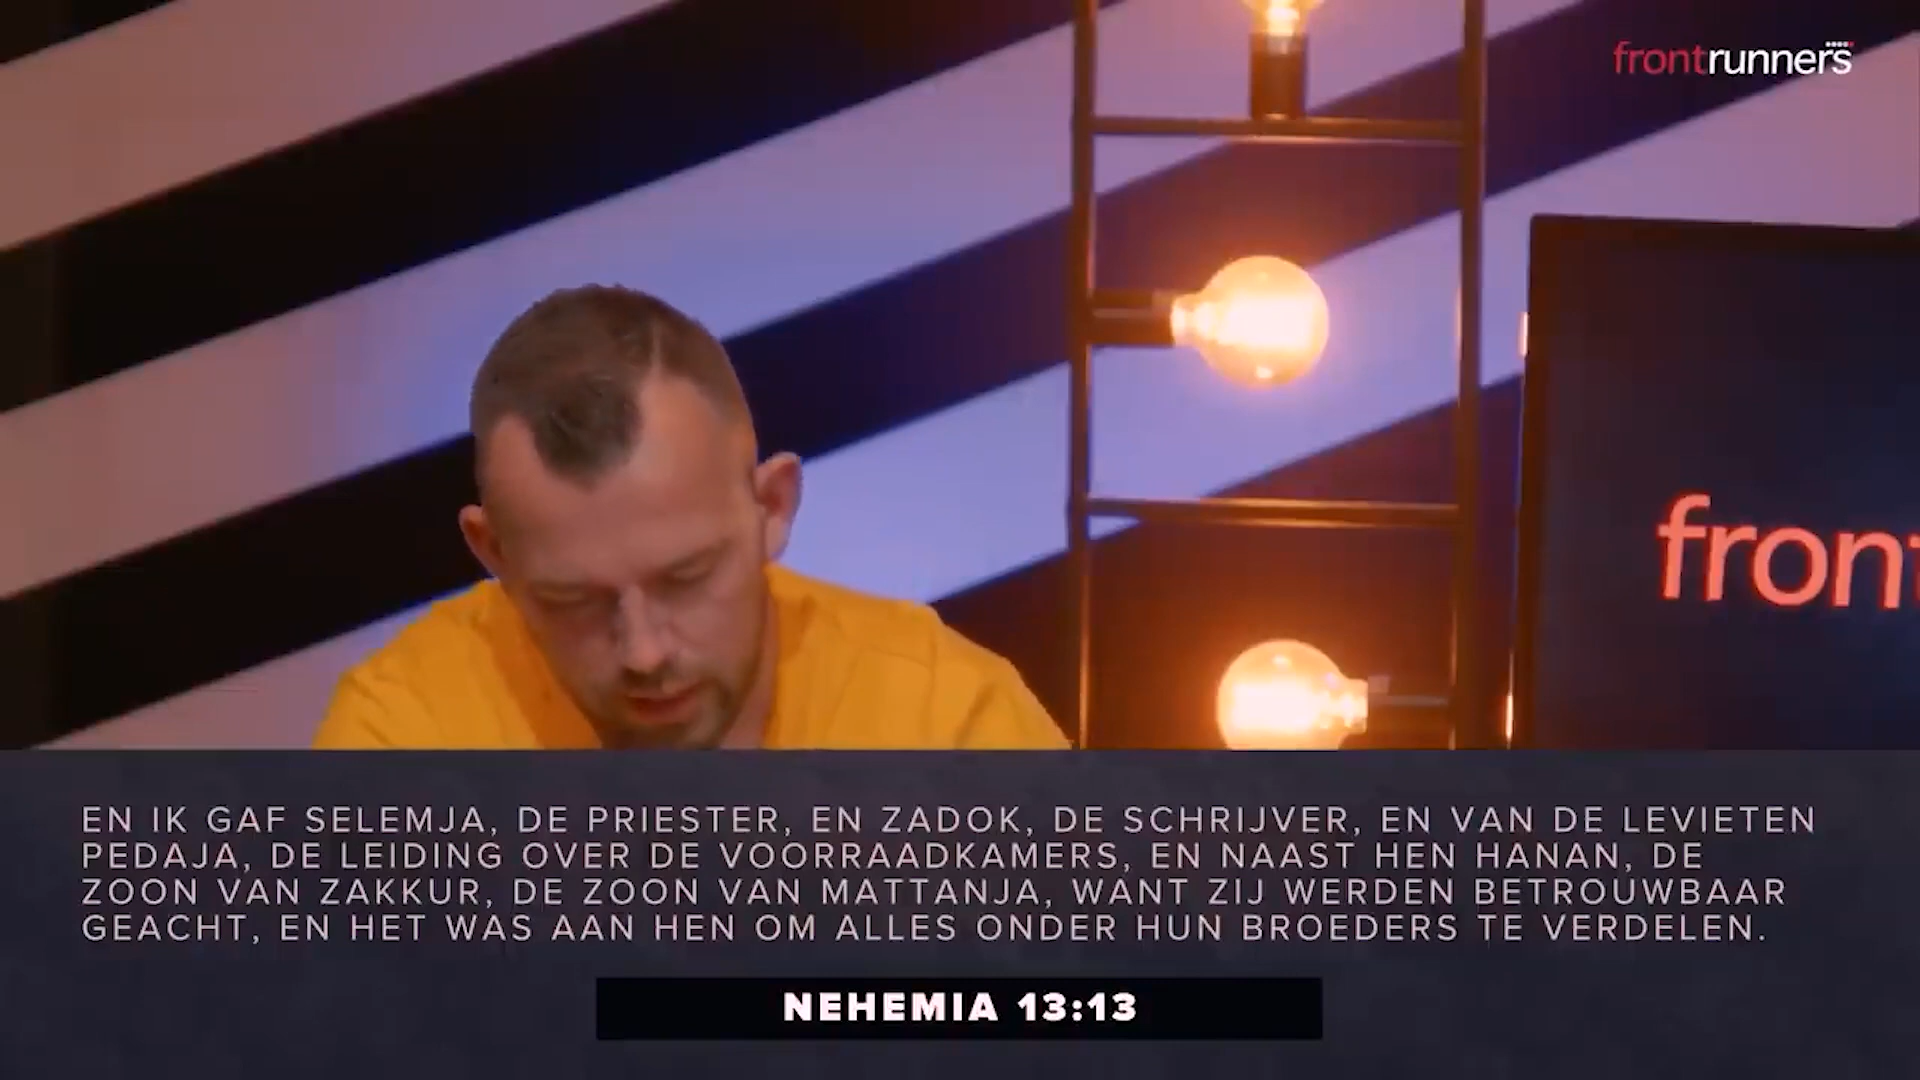 frontrunners
fron
EN IK GAF SELEMJA, DE PRIESTER, EN ZADOK, DE SCHRIJVER, EN VAN DE LEVIETEN
PEDAJA, DE LEIDING OVER DE VOORRAADKAMERS, EN NAAST HEN HANAN, DE
ZOON VAN ZAKKUR, DE ZOON VAN MATTANJA, WANT ZIJ WERDEN BETROUWBAAR
GEACHT, EN HET WAS AAN HEN OM ALLES ONDER HUN BROEDERS TE VERDELEN.
NEHEMIA 13:13